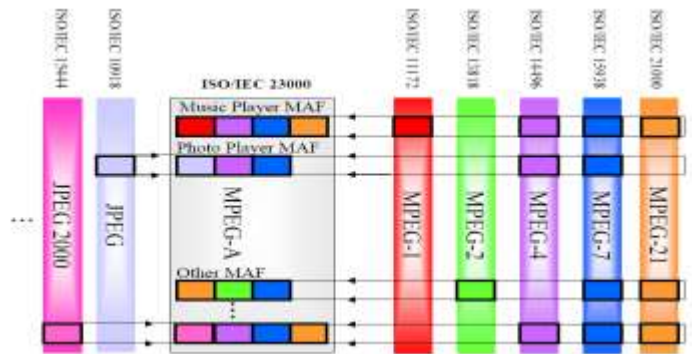 ISO/IEC 15444
ISO/IEC 10918
ISO/IEC 23000
ISO/IEC 11172
ISO/IEC 13818
ISO/IEC 14496
ISO/IEC 15938
ISO/IEC 21000
Music Player MAF
Photo Player MAF
Other MAF
...
JPEG 2000
JPEG
MPEG-A
MPEG-1
MPEG-2
MPEG-4
MPEG-7
MPEG-21